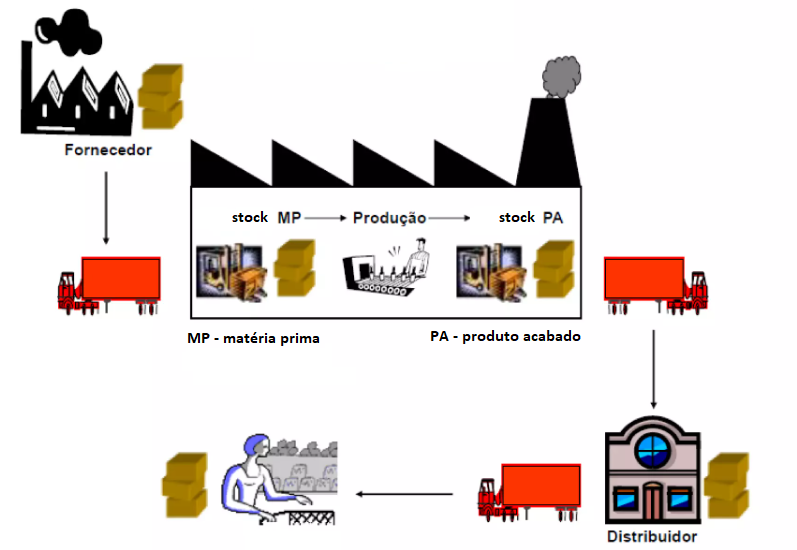 Fornecedor
stock MP Produção stock PA
MP - matéria prima PA - produto acabado
Distribuidor